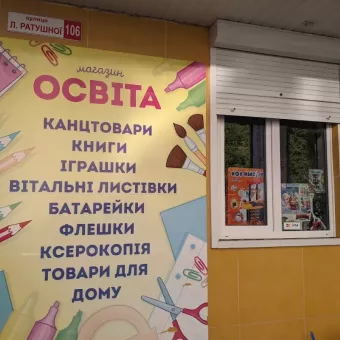 вулиця
Л. РАТУШНОЇ 106
магазин
ОСВІТА
КАНЦТОВАРИ
КНИГИ
ІГРАШКИ
ВІТАЛЬНІ ЛИСТІВКИ
БАТАРЕЙКИ
ФЛЕШКИ
КСЕРОКОПІЯ
ТОВАРИ ДЛЯ
ДОМУ